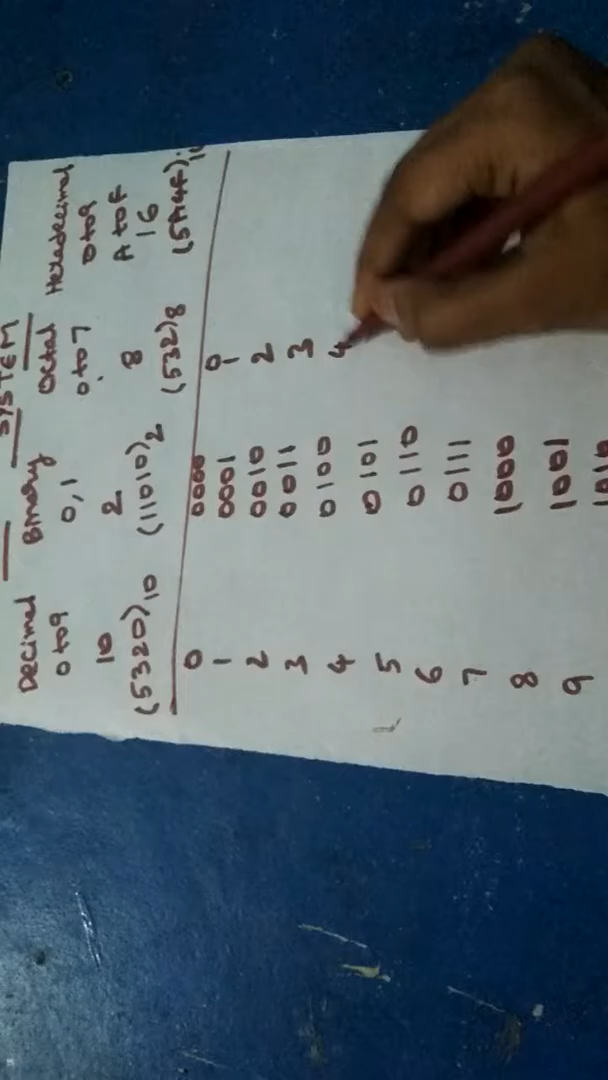 SYSTEM
Decimal Binary Octal Hexadecimal
0 to 9 0,1 0 to 7 0 to 9
A to F
10 2 8 16
(5320)10 (11010)2 (532)8 (5A4F)
0 0000 0
1 0001 1
2 0010 2
3 0011 3
4 0100 4
5 0101
6 0110
7 0111
8 1000
9 1001
1010